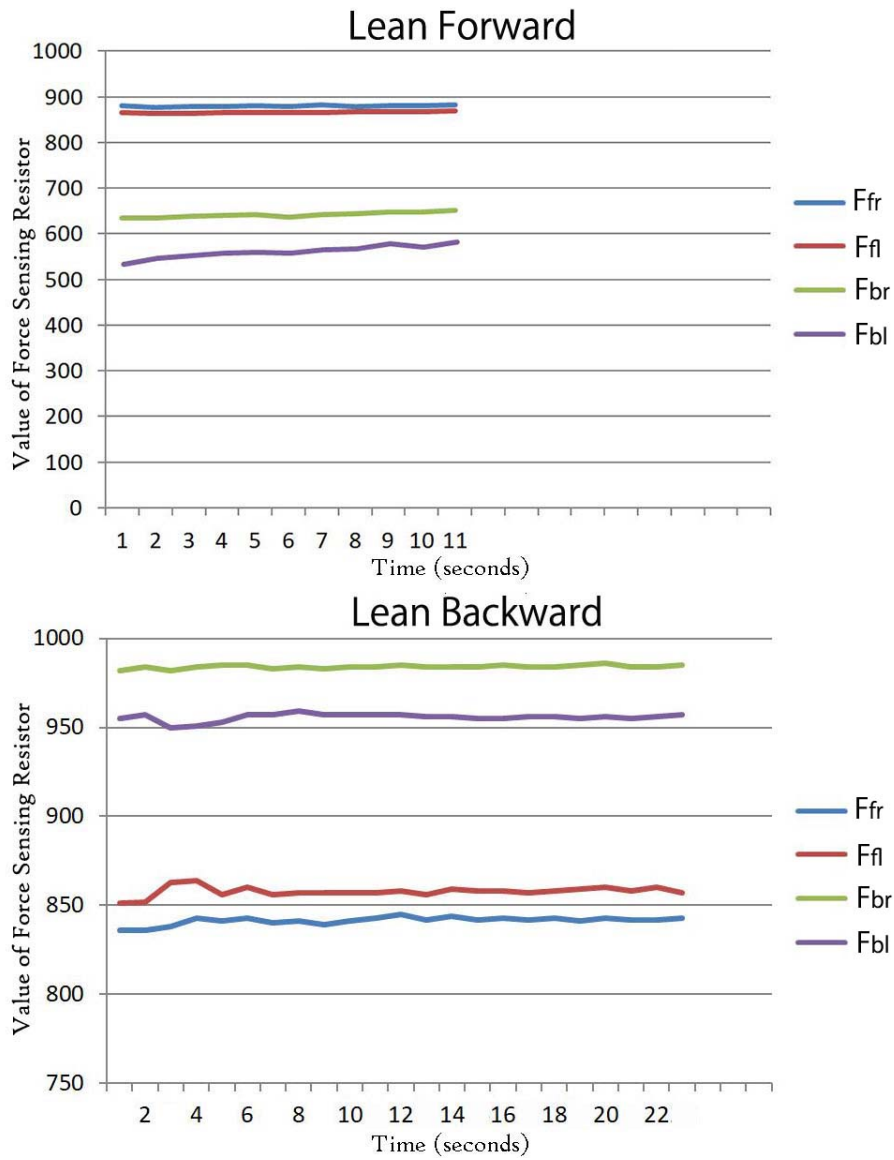 Lean Forward
1000
900
800
700
600
500
400
300
200
100
0
Value of Force Sensing Resistor
1 2 3 4 5 6 7 8 9 10 11
Time (seconds)
Ffr
Ffl
Fbr
Fbl
Lean Backward
1000
950
900
850
800
750
Value of Force Sensing Resistor
2 4 6 8 10 12 14 16 18 20 22
Time (seconds)
Ffr
Ffl
Fbr
Fbl